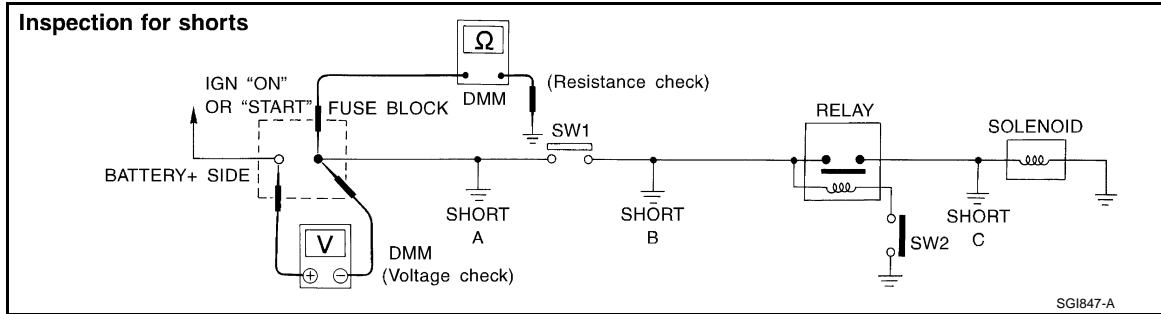 Inspection for shorts
Ω
IGN "ON"
OR "START"
FUSE BLOCK
DMM
(Resistance check)
SW1
RELAY
SOLENOID
BATTERY+ SIDE
SHORT
A
SHORT
B
SHORT
C
SW2
V
+ −
DMM
(Voltage check)
SGI847-A